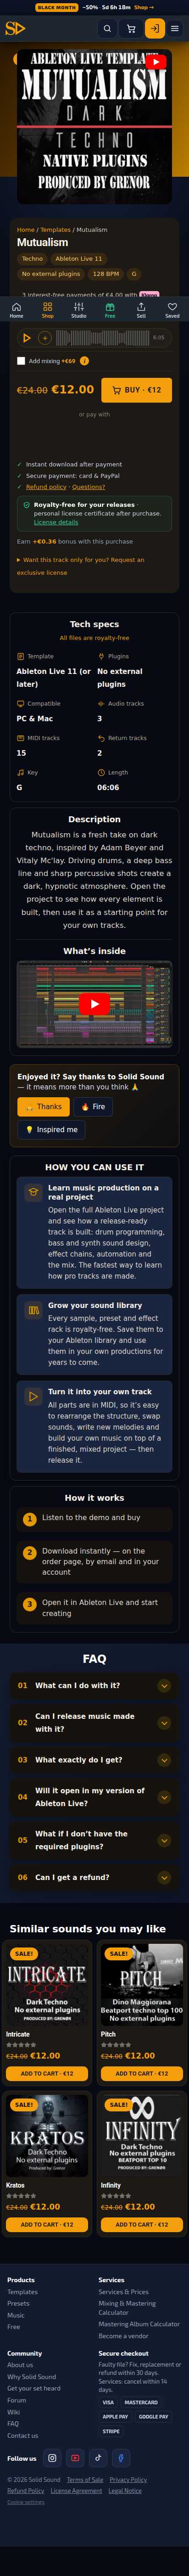 BLACK MONTH −50% · 5d 6h 18m Shop →
MUTUALISM
DARK
TECHNO
NATIVE PLUGINS
PRODUCED BY GRENOR
Home / Templates / Mutualism
Mutualism
Techno
Ableton Live 11
No external plugins
128 BPM
G
3 interest-free payments of €4.00 with Klarna
Home
Shop
Studio
Free
Sell
Saved
6:05
Add mixing +€69 i
€24.00 €12.00
BUY · €12
or pay with
✓ Instant download after payment
✓ Secure payment: card & PayPal
✓ Refund policy · Questions?
Royalty-free for your releases ·
personal license certificate after purchase.
License details
Earn +€0.36 bonus with this purchase
▸ Want this track only for you? Request an
exclusive license
Tech specs
All files are royalty-free
Template
Ableton Live 11 (or
later)
Plugins
No external
plugins
Compatible
PC & Mac
Audio tracks
3
MIDI tracks
15
Return tracks
2
Key
G
Length
06:06
Description
Mutualism is a fresh take on dark
techno, inspired by Adam Beyer and
Vitaly Mc'lay. Driving drums, a deep bass
line and sharp percussive shots create a
dark, hypnotic atmosphere. Open the
project to see how every element is
built, then use it as a starting point for
your own tracks.
What’s inside
Enjoyed it? Say thanks to Solid Sound
— it means more than you think 🙏
🙏 Thanks
🔥 Fire
💡 Inspired me
HOW YOU CAN USE IT
Learn music production on a
real project
Open the full Ableton Live project
and see how a release-ready
track is built: drum programming,
bass and synth sound design,
effect chains, automation and
the mix. The fastest way to learn
how pro tracks are made.
Grow your sound library
Every sample, preset and effect
rack is royalty-free. Save them to
your Ableton library and use
them in your own productions for
years to come.
Turn it into your own track
All parts are in MIDI, so it’s easy
to rearrange the structure, swap
sounds, write new melodies and
build your own music on top of a
finished, mixed project — then
release it.
How it works
1 Listen to the demo and buy
2 Download instantly — on the
order page, by email and in your
account
3 Open it in Ableton Live and start
creating
FAQ
01 What can I do with it?
02 Can I release music made
with it?
03 What exactly do I get?
04 Will it open in my version of
Ableton Live?
05 What if I don’t have the
required plugins?
06 Can I get a refund?
Similar sounds you may like
SALE!
INTRICATE
Dark Techno
No external plugins
PRODUCED BY: GRENOR
Intricate
€24.00 €12.00
ADD TO CART · €12
SALE!
PITCH
Dino Maggiorana
Beatport techno top 100
No external plugins
Pitch
€24.00 €12.00
ADD TO CART · €12
SALE!
KRATOS
Dark Techno
No external plugins
Produced by Grenor
Kratos
€24.00 €12.00
ADD TO CART · €12
SALE!
INFINITY
Dark Techno
No external plugins
BEATPORT TOP 10
PRODUCED BY: GRENOR
Infinity
€24.00 €12.00
ADD TO CART · €12
Products
Templates
Presets
Music
Free
Services
Services & Prices
Mixing & Mastering
Calculator
Mastering Album Calculator
Become a vendor
Community
About us
Why Solid Sound
Get your set heard
Forum
Wiki
FAQ
Contact us
Secure checkout
Faulty file? Fix, replacement or
refund within 30 days.
Services: cancel within 14
days.
VISA
MASTERCARD
APPLE PAY
GOOGLE PAY
STRIPE
Follow us
© 2026 Solid Sound Terms of Sale Privacy Policy
Refund Policy License Agreement Legal Notice
Cookie settings